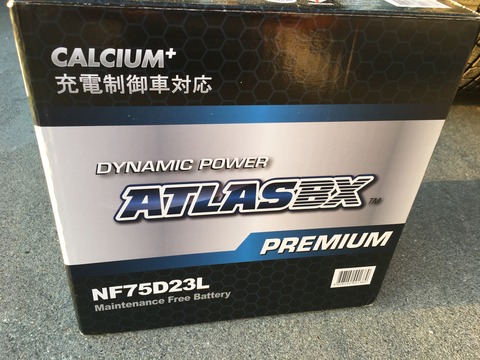 CALCIUM+
充電制御車対応
DYNAMIC POWER
ATLASBX TM
PREMIUM
NF75D23L
Maintenance Free Battery